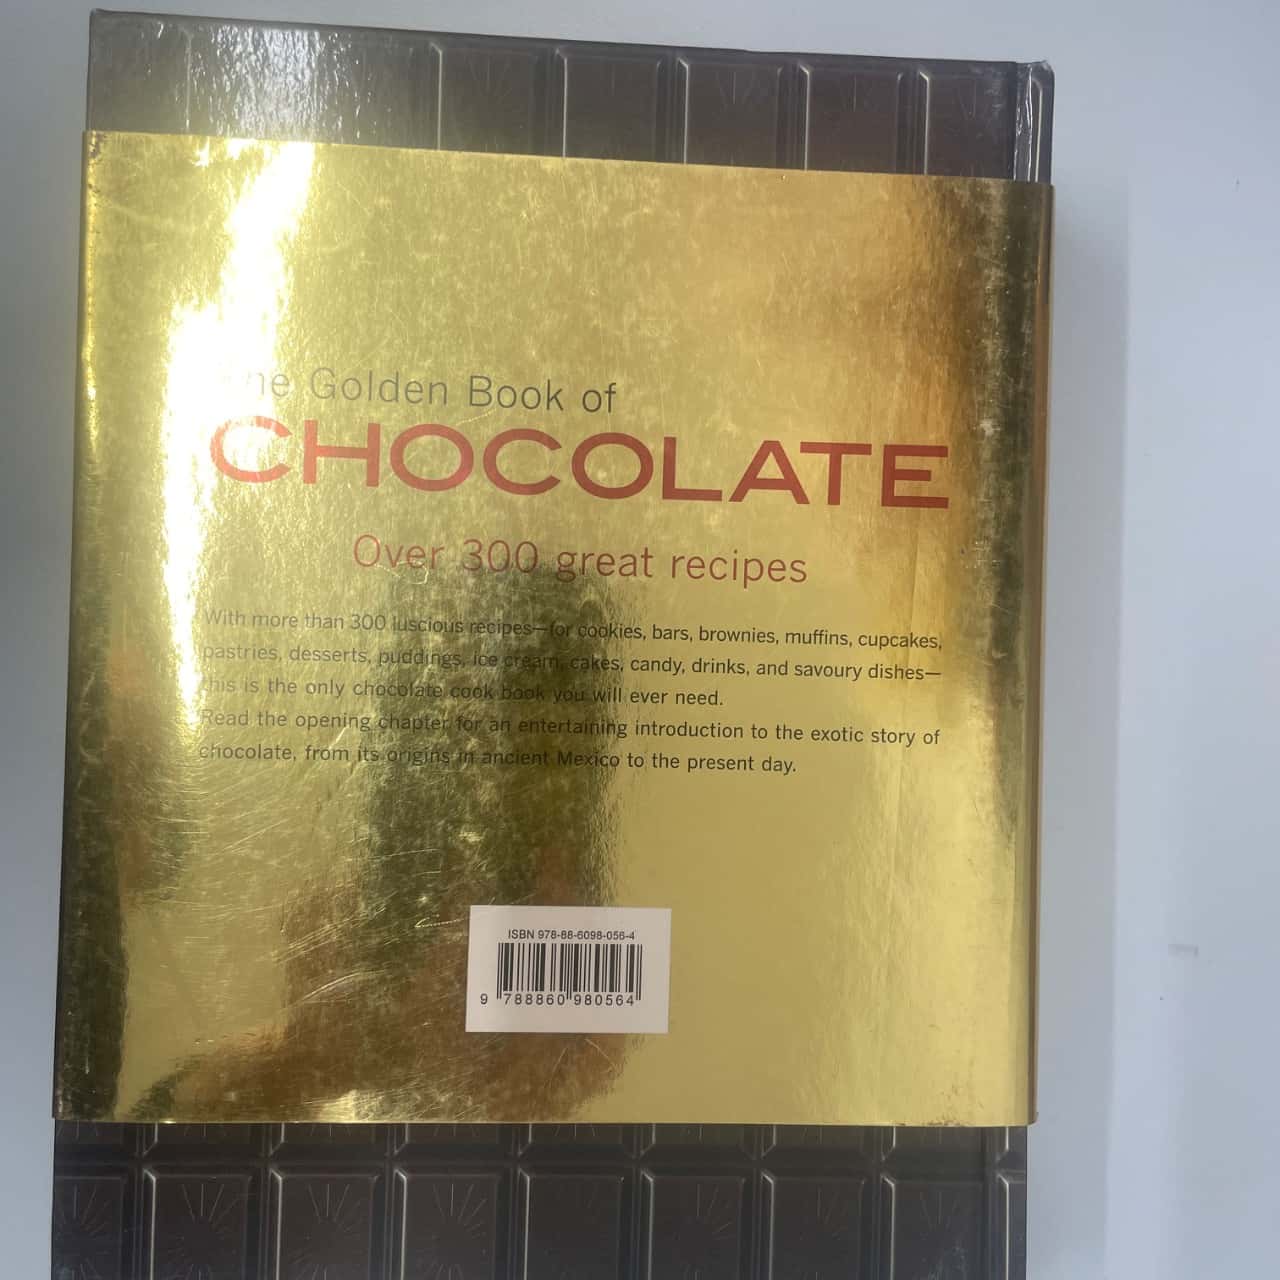 The Golden Book of
CHOCOLATE
Over 300 great recipes
With more than 300 luscious recipes—for cookies, bars, brownies, muffins, cupcakes,
pastries, desserts, puddings, ice cream, cakes, candy, drinks, and savoury dishes—
this is the only chocolate cook book you will ever need.
Read the opening chapter for an entertaining introduction to the exotic story of
chocolate, from its origins in ancient Mexico to the present day.
ISBN 978-88-6098-056-4
9 788860 980564